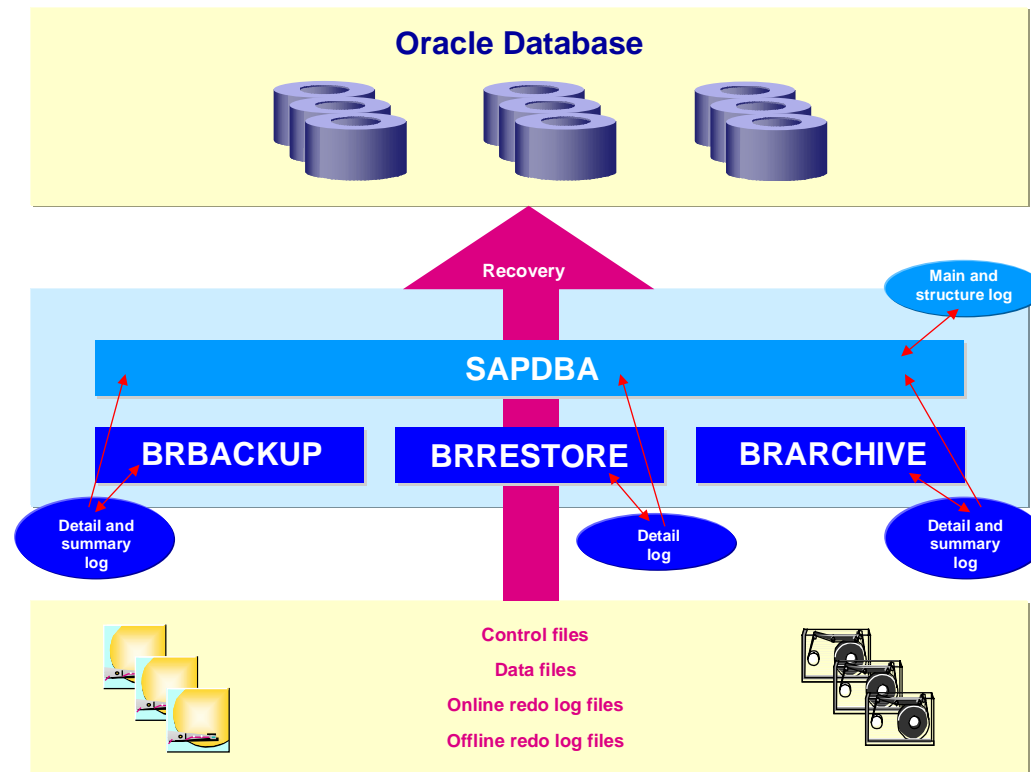 Oracle Database
Recovery
Main and
structure log
SAPDBA
BRBACKUP
BRRESTORE
BRARCHIVE
Detail and
summary
log
Detail
log
Detail and
summary
log
Control files
Data files
Online redo log files
Offline redo log files